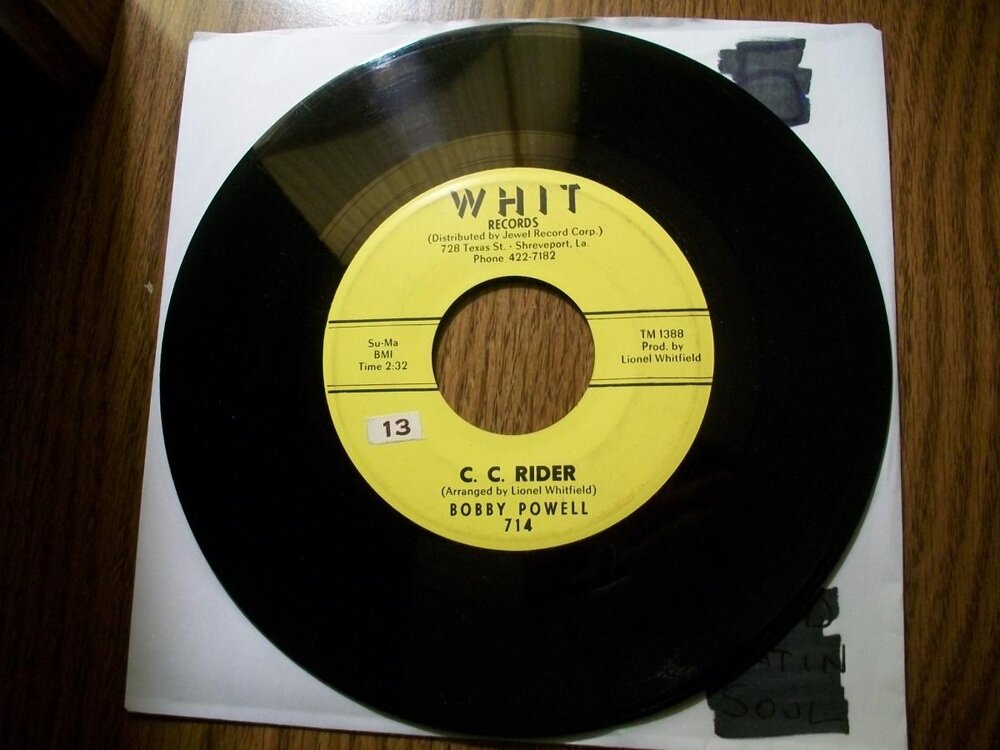 WHIT
RECORDS
(Distributed by Jewel Record Corp.)
728 Texas St. - Shreveport, La.
Phone 422-7182
Su-Ma
BMI
Time 2:32
TM 1388
Prod. by
Lionel Whitfield
13
C. C. RIDER
(Arranged by Lionel Whitfield)
BOBBY POWELL
714
SOUL